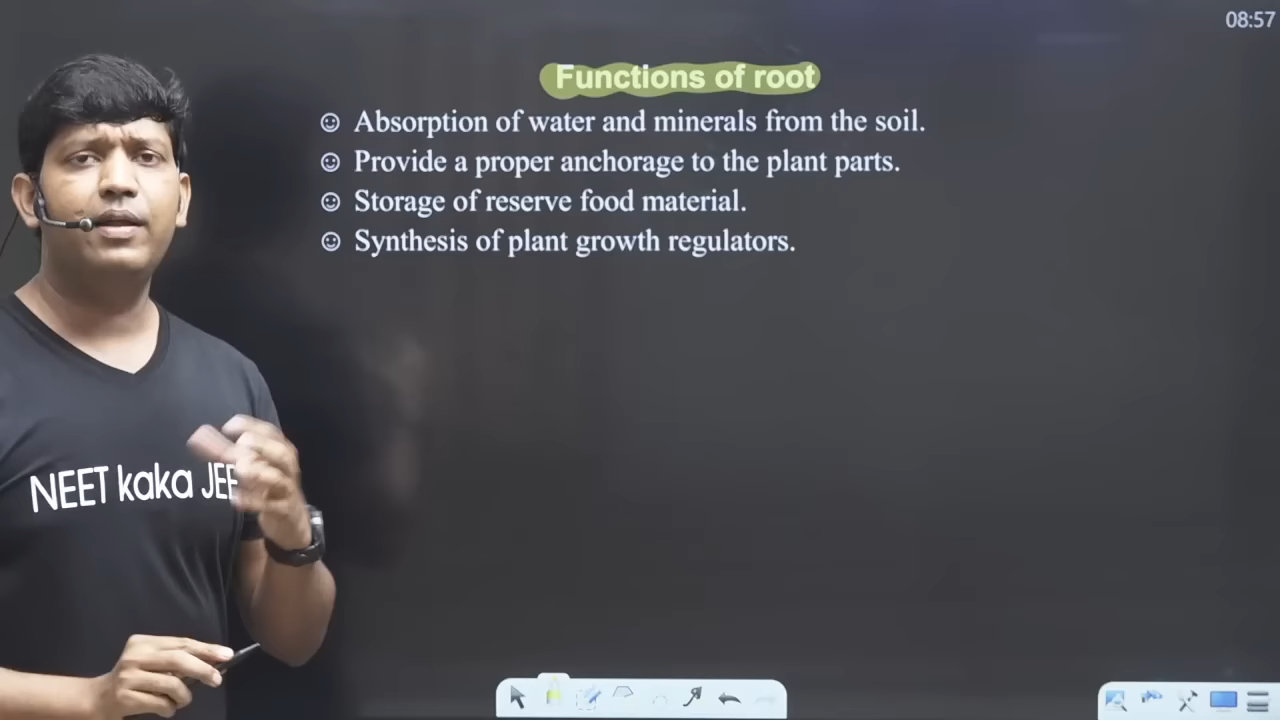 08:57
Functions of root
☺ Absorption of water and minerals from the soil.
☺ Provide a proper anchorage to the plant parts.
☺ Storage of reserve food material.
☺ Synthesis of plant growth regulators.
NEET kaka JEE